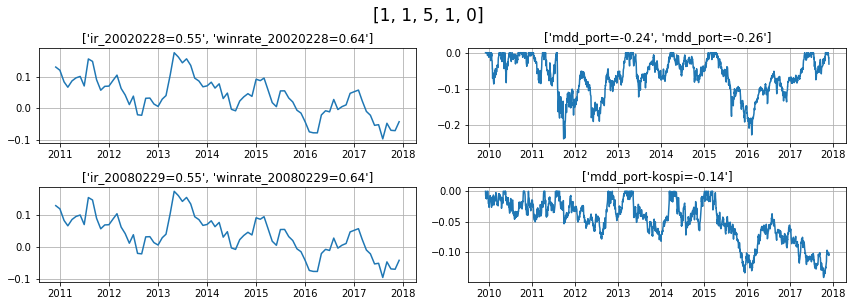 [1, 1, 5, 1, 0]
['ir_20020228=0.55', 'winrate_20020228=0.64']
0.1
0.0
−0.1
2011 2012 2013 2014 2015 2016 2017 2018
['mdd_port=-0.24', 'mdd_port=-0.26']
0.0
−0.1
−0.2
2010 2011 2012 2013 2014 2015 2016 2017 2018
['ir_20080229=0.55', 'winrate_20080229=0.64']
0.1
0.0
−0.1
2011 2012 2013 2014 2015 2016 2017 2018
['mdd_port-kospi=-0.14']
0.00
−0.05
−0.10
2010 2011 2012 2013 2014 2015 2016 2017 2018